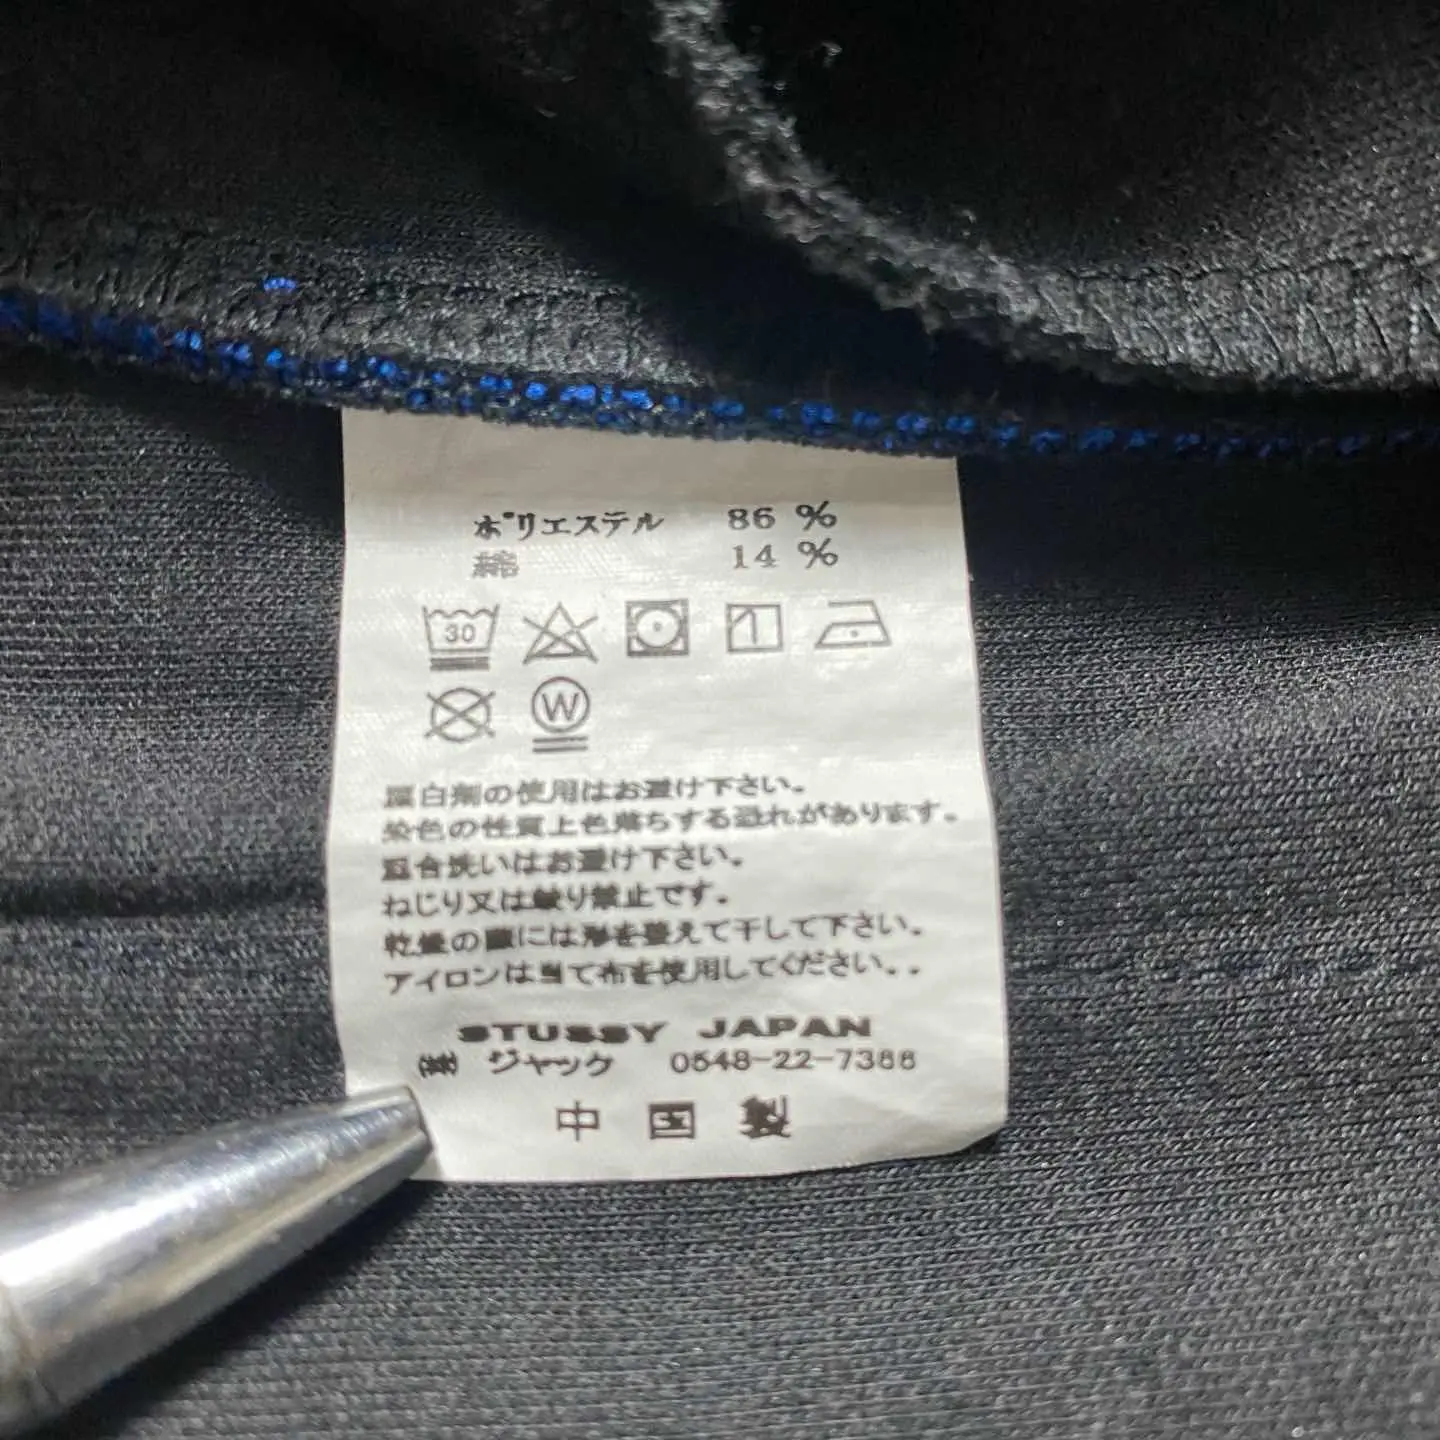 ポリエステル 86 %
綿 14 %
30
W
蛍白剤の使用はお避け下さい。
染色の性質上色落ちする恐れがあります。
混合洗いはお避け下さい。
ねじり又は絞り禁止です。
乾燥の際には形を整えて干して下さい。
アイロンは当て布を使用してください。.
STUSSY JAPAN
㈱ ジャック 0548-22-7388
中国製